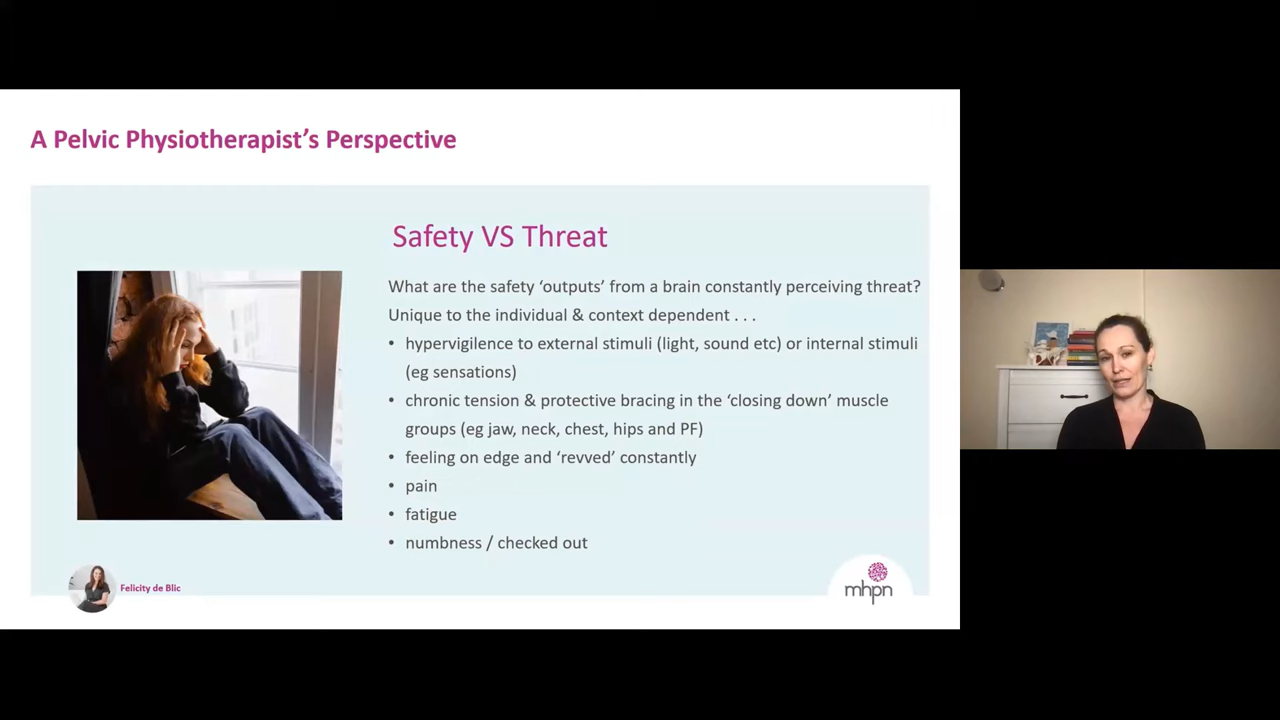 A Pelvic Physiotherapist's Perspective
Safety VS Threat
What are the safety ‘outputs’ from a brain constantly perceiving threat?
Unique to the individual & context dependent . . .
• hypervigilence to external stimuli (light, sound etc) or internal stimuli
(eg sensations)
• chronic tension & protective bracing in the ‘closing down’ muscle
groups (eg jaw, neck, chest, hips and PF)
• feeling on edge and ‘revved’ constantly
• pain
• fatigue
• numbness / checked out
Felicity de Blic
mhpn